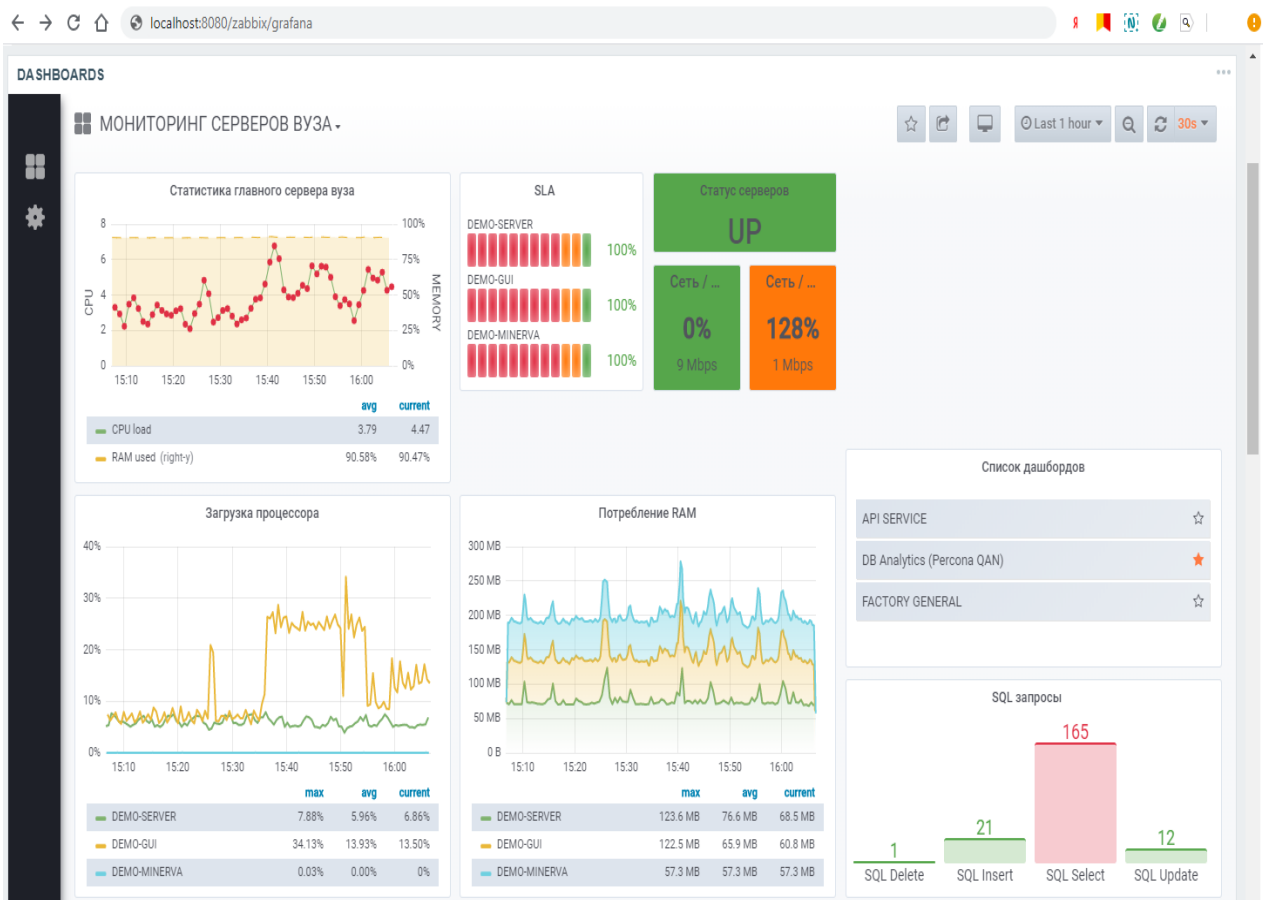 localhost:8080/zabbix/grafana
DASHBOARDS
МОНИТОРИНГ СЕРВЕРОВ ВУЗА
Last 1 hour
30s
Статистика главного сервера вуза
8
6
4
2
0
CPU
100%
75%
50%
25%
0%
MEMORY
15:10 15:20 15:30 15:40 15:50 16:00
avg current
CPU load 3.79 4.47
RAM used (right-y) 90.58% 90.47%
SLA
DEMO-SERVER
100%
DEMO-GUI
100%
DEMO-MINERVA
100%
Статус серверов
UP
Сеть / ...
0%
9 Mbps
Сеть / ...
128%
1 Mbps
Список дашбордов
API SERVICE
DB Analytics (Percona QAN)
FACTORY GENERAL
Загрузка процессора
40%
30%
20%
10%
0%
15:10 15:20 15:30 15:40 15:50 16:00
max avg current
DEMO-SERVER 7.88% 5.96% 6.86%
DEMO-GUI 34.13% 13.93% 13.50%
DEMO-MINERVA 0.03% 0.00% 0%
Потребление RAM
300 MB
250 MB
200 MB
150 MB
100 MB
50 MB
0 B
15:10 15:20 15:30 15:40 15:50 16:00
max avg current
DEMO-SERVER 123.6 MB 76.6 MB 68.5 MB
DEMO-GUI 122.5 MB 65.9 MB 60.8 MB
DEMO-MINERVA 57.3 MB 57.3 MB 57.3 MB
SQL запросы
1 21 165 12
SQL Delete SQL Insert SQL Select SQL Update